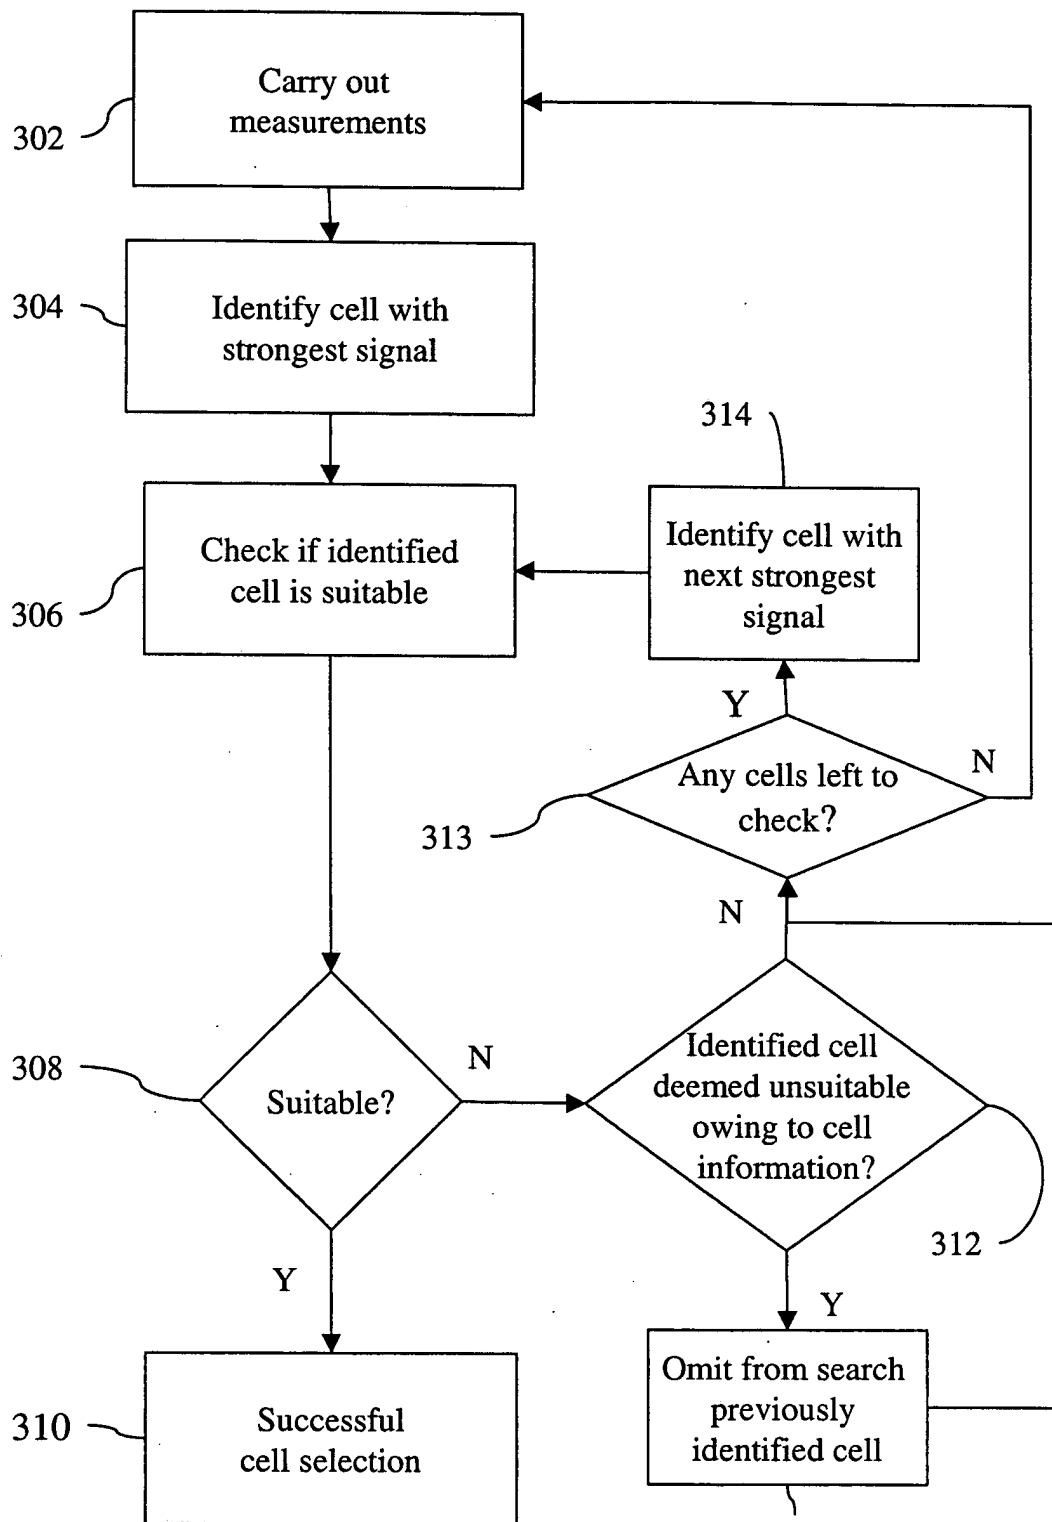 Carry out
measurements
302
304
Identify cell with
strongest signal
314
Check if identified
cell is suitable
306
Identify cell with
next strongest
signal
Y
N
Any cells left to
check?
313
N
308
Suitable?
N
Identified cell
deemed unsuitable
owing to cell
information?
312
Y
Y
310
Successful
cell selection
Omit from search
previously
identified cell